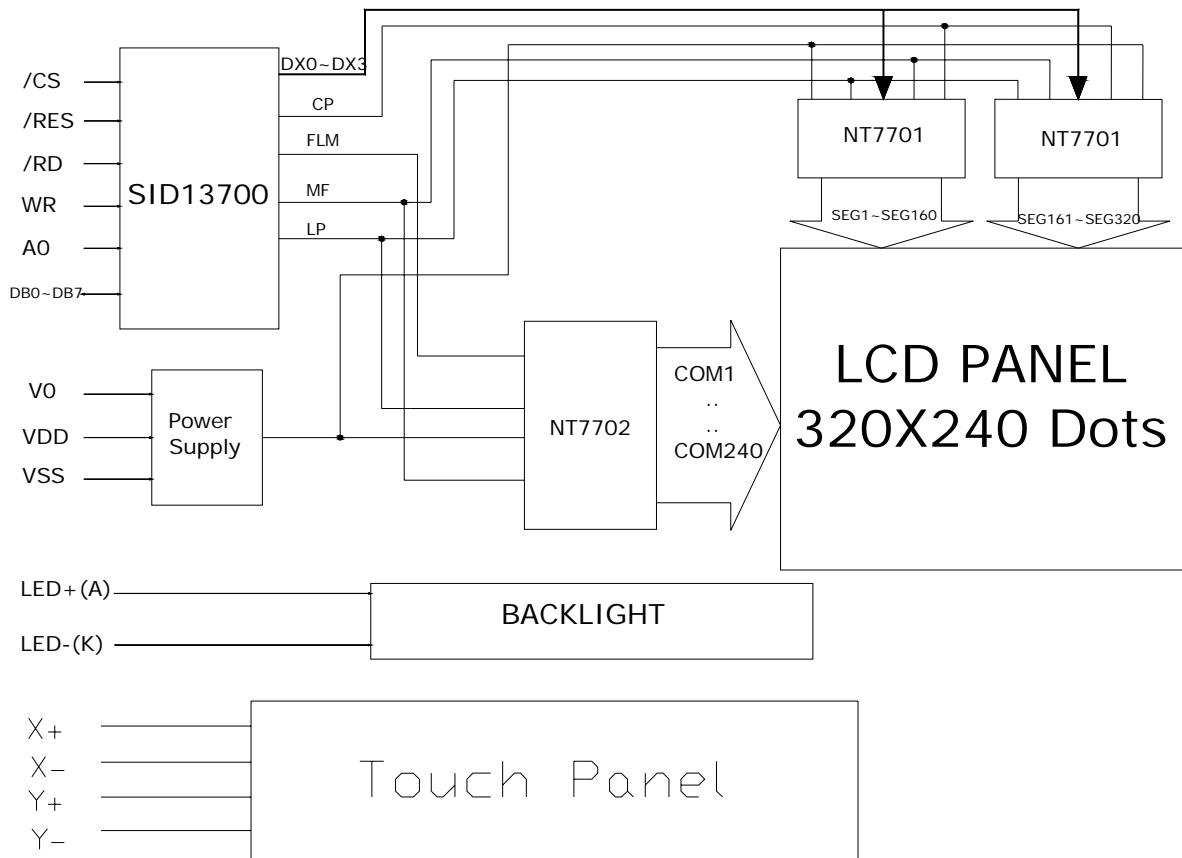 /CS
/RES
/RD
WR
A0
DB0~DB7
SID13700
DX0~DX3
CP
FLM
MF
LP
NT7701
NT7701
SEG1~SEG160
SEG161~SEG320
V0
VDD
VSS
Power
Supply
NT7702
COM1
..
..
COM240
LCD PANEL
320X240 Dots
LED+(A)
LED-(K)
BACKLIGHT
X+
X-
Y+
Y-
Touch Panel